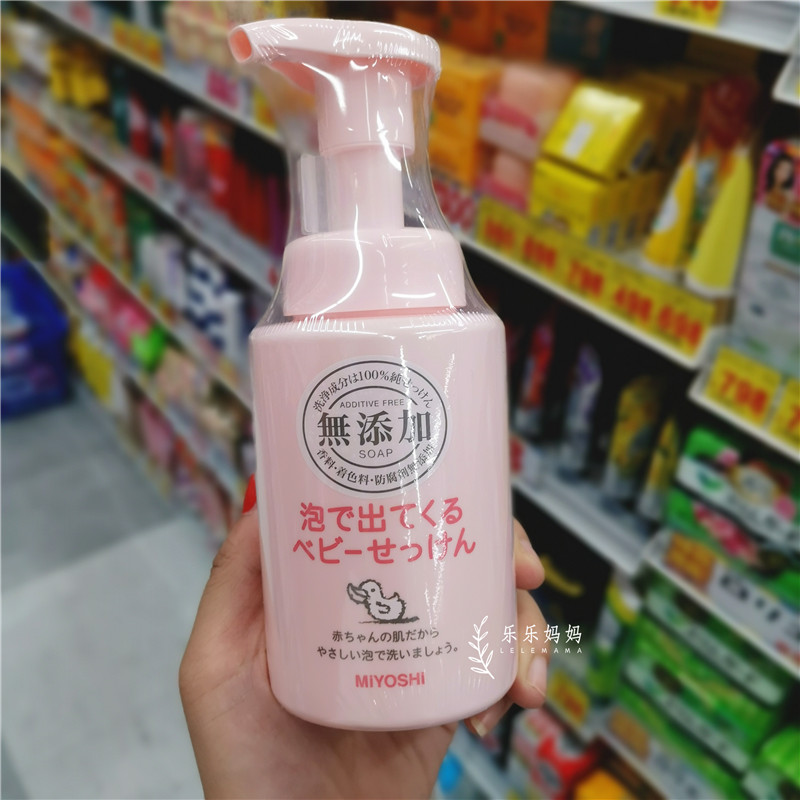 洗浄成分は100%純せっけん
ADDITIVE FREE
無添加
SOAP
香料・着色料・防腐剤無添加
泡で出てくる
ベビーせっけん
赤ちゃんの肌だから
やさしい泡で洗いましょう。
MiYOSHi
乐乐妈妈
LELEMAMA